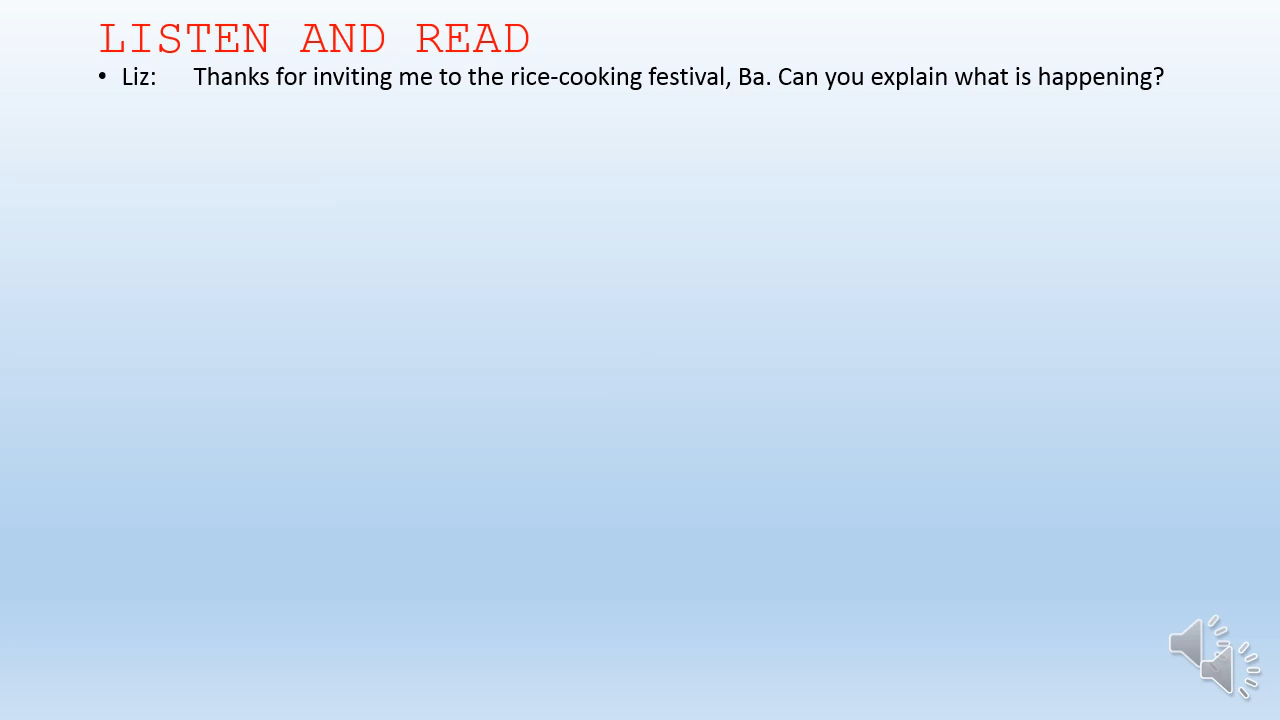 LISTEN AND READ
• Liz: Thanks for inviting me to the rice-cooking festival, Ba. Can you explain what is happening?